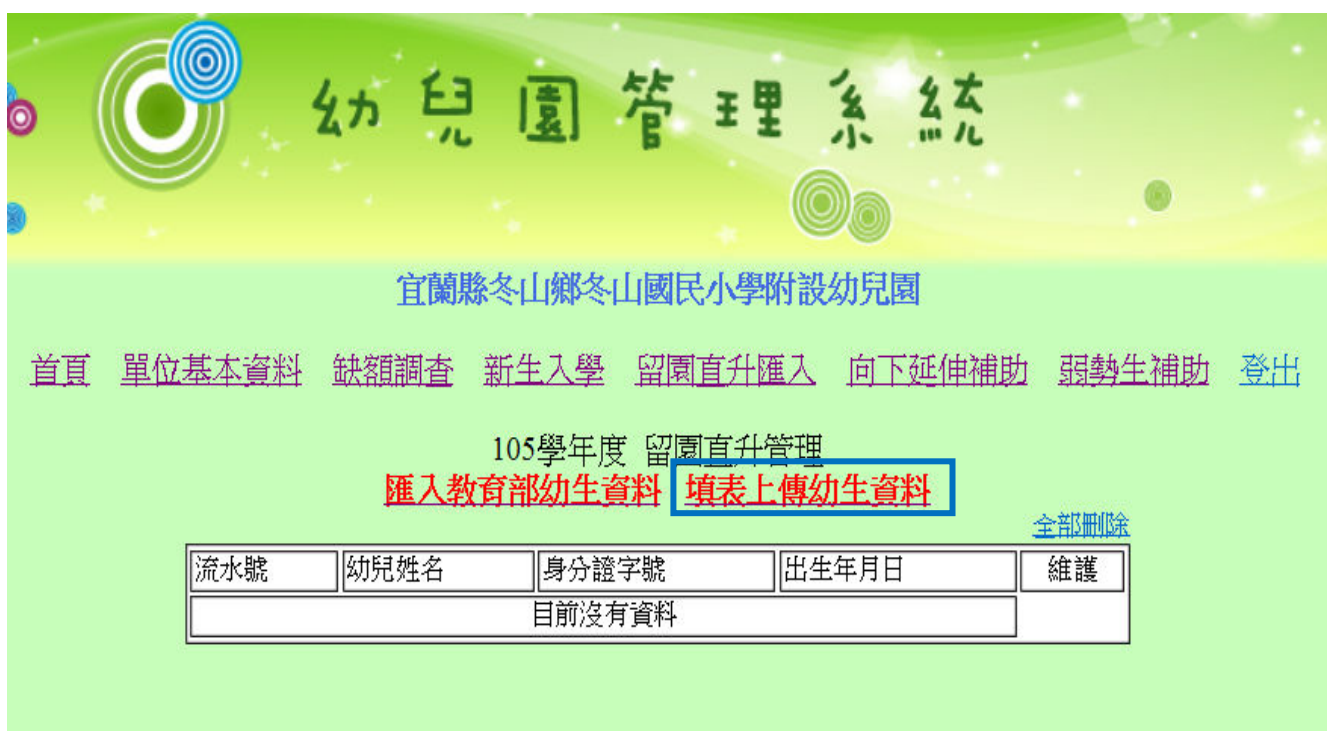 幼兒園管理系統
宜蘭縣冬山鄉冬山國民小學附設幼兒園
首頁 單位基本資料 缺額調查 新生入學 留園直升匯入 向下延伸補助 弱勢生補助 登出
105學年度 留園直升管理
匯入教育部幼生資料 填表上傳幼生資料
全部刪除
流水號 幼兒姓名 身分證字號 出生年月日 維護
目前沒有資料